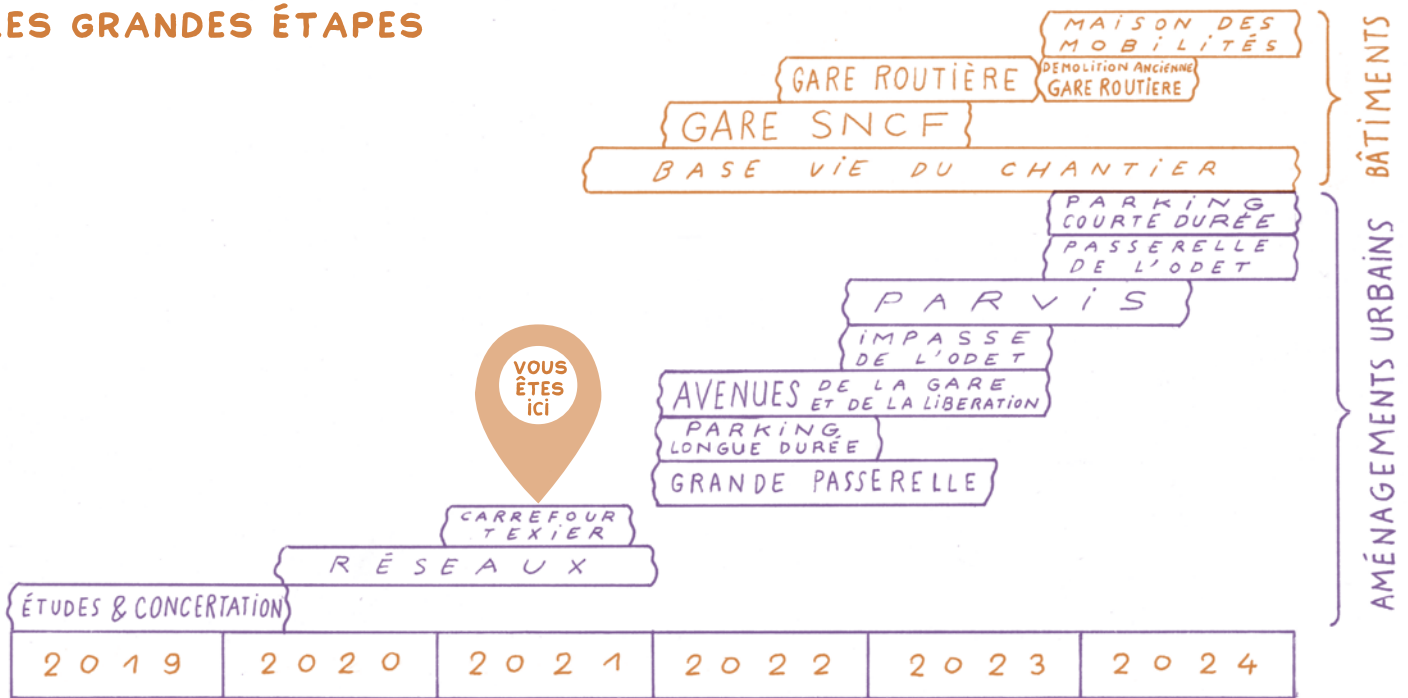 LES GRANDES ÉTAPES
MAiSON DES
MOBiLiTÉS
GARE ROUTIÈRE
DEMOLITION ANCIENNE
GARE ROUTIERE
GARE SNCF
BASE ViE DU CHANTiER
BÂTIMENTS
PARKiNG
COURTE DURÉE
PASSERELLE
DE L'ODET
PARViS
iMPASSE
DE L'ODET
AVENUES DE LA GARE
ET DE LA LIBERATION
PARKiNG
LONGUE DURÉE
GRANDE PASSERELLE
VOUS
ÊTES
iCi
CARREFOUR
TEXiER
RÉSEAUX
ÉTUDES & CONCERTATION
AMÉNAGEMENTS URBAINS
2019 2020 2021 2022 2023 2024